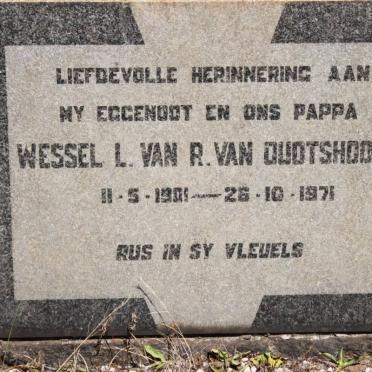 LIEFDEVOLLE HERINNERING AAN
MY EGGENOOT EN ONS PAPPA
WESSEL L. VAN R. VAN OUDTSHOO
11-5-1901 — 26-10-1971
RUS IN SY VLEUELS